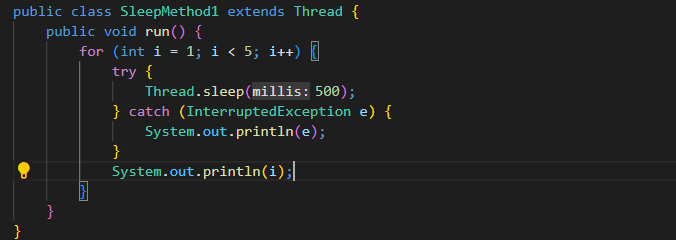 public class SleepMethod1 extends Thread {
    public void run() {
        for (int i = 1; i < 5; i++) {
            try {
                Thread.sleep(millis:500);
            } catch (InterruptedException e) {
                System.out.println(e);
            }
            System.out.println(i);
        }
    }
}